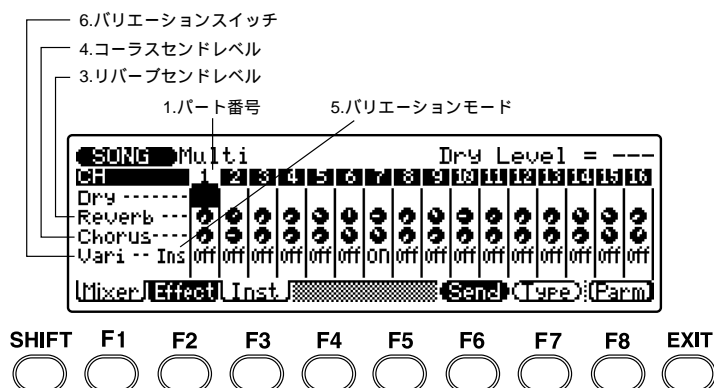 6.バリエーションスイッチ
4.コーラスセンドレベル
3.リバーブセンドレベル
1.パート番号 5.バリエーションモード
SONG Multi Dry Level = ---
CH 1 2 3 4 5 6 7 8 9 10 11 12 13 14 15 16
Dry -------
Reverb ---
Chorus----
Vari -- Ins off off off off off off on off off off off off off off off off
Mixer Effect Inst Send (Type) (Parm)
SHIFT F1 F2 F3 F4 F5 F6 F7 F8 EXIT